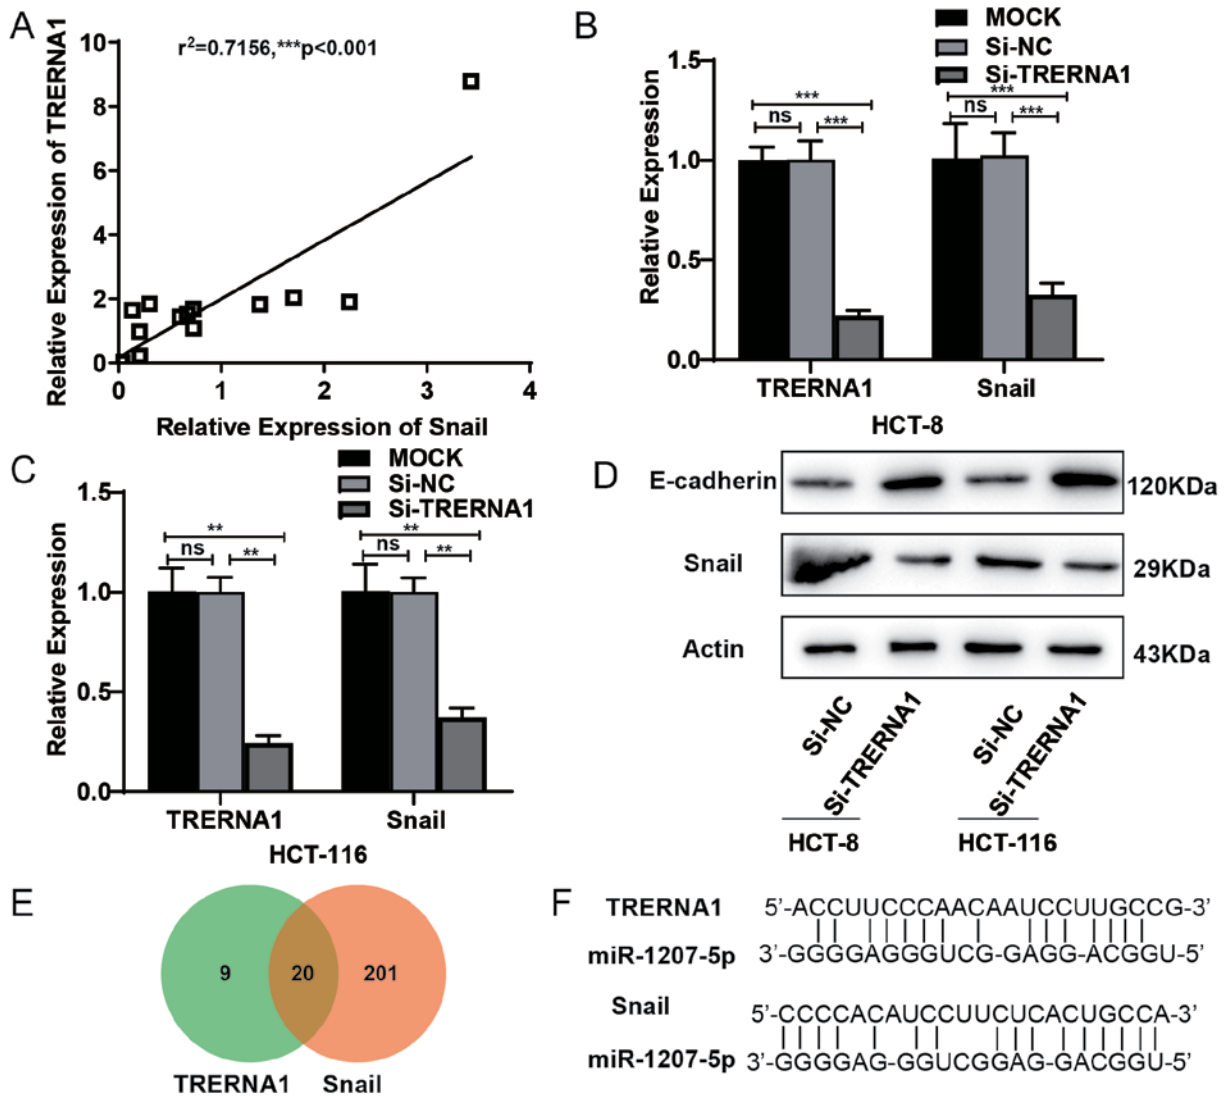 A
r²=0.7156,***p<0.001
Relative Expression of TRERNA1
10
8
6
4
2
0
0 1 2 3 4
Relative Expression of Snail
B
MOCK
Si-NC
Si-TRERNA1
Relative Expression
1.5
1.0
0.5
0.0
***
ns
***
***
ns
***
TRERNA1 Snail
HCT-8
C
MOCK
Si-NC
Si-TRERNA1
Relative Expression
1.5
1.0
0.5
0.0
**
ns
**
**
ns
**
TRERNA1 Snail
HCT-116
D
E-cadherin 120KDa
Snail 29KDa
Actin 43KDa
Si-NC
Si-TRERNA1
Si-NC
Si-TRERNA1
HCT-8 HCT-116
E
9 20 201
TRERNA1 Snail
F
TRERNA1 5'-ACCUUCCCAACAAUCCUUGCCG-3'
miR-1207-5p 3'-GGGGAGGGUCG-GAGG-ACGGU-5'
Snail 5'-CCCCACAUCCUUCUCACUGCCA-3'
miR-1207-5p 3'-GGGGAG-GGUCGGAG-GACGGU-5'